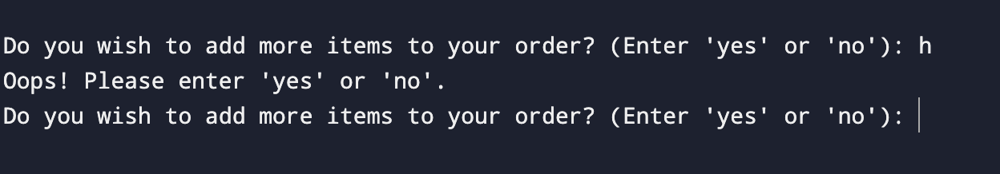 Do you wish to add more items to your order? (Enter 'yes' or 'no'): h
Oops! Please enter 'yes' or 'no'.
Do you wish to add more items to your order? (Enter 'yes' or 'no'):